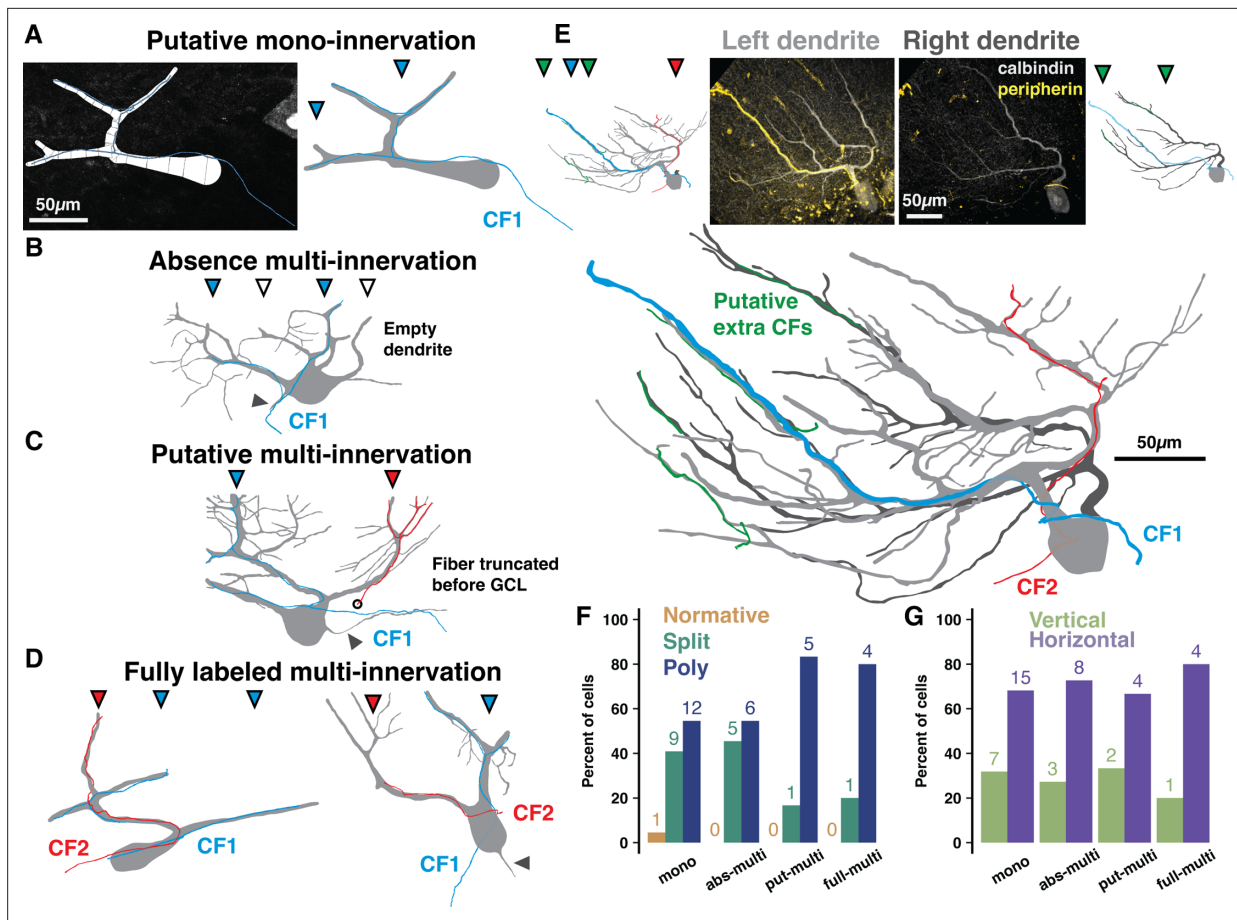 A
Putative mono-innervation
50µm
CF1
B
Absence multi-innervation
Empty
dendrite
CF1
C
Putative multi-innervation
Fiber truncated
before GCL
CF1
D
Fully labeled multi-innervation
CF2
CF1
CF2
CF1
E
Left dendrite
Right dendrite
calbindin
peripherin
50µm
Putative
extra CFs
50µm
CF1
CF2
F
Normative
Split
Poly
Percent of cells
100
80
60
40
20
0
1
9
12
0
5
6
0
1
5
0
1
4
mono
abs-multi
put-multi
full-multi
G
Vertical
Horizontal
Percent of cells
100
80
60
40
20
0
7
15
3
8
2
4
1
4
mono
abs-multi
put-multi
full-multi